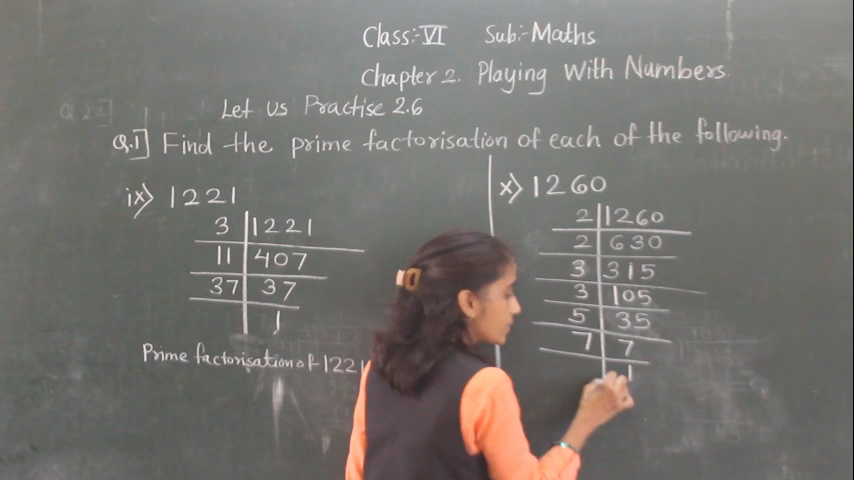 Class:- VI Sub:- Maths
Chapter 2. Playing With Numbers.
Let us Practise 2.6
Q.1] Find the prime factorisation of each of the following.
ix) 1221
3 | 1221
11 | 407
37 | 37
1
Prime factorisation of 1221
x) 1260
2 | 1260
2 | 630
3 | 315
3 | 105
5 | 35
7 | 7
1